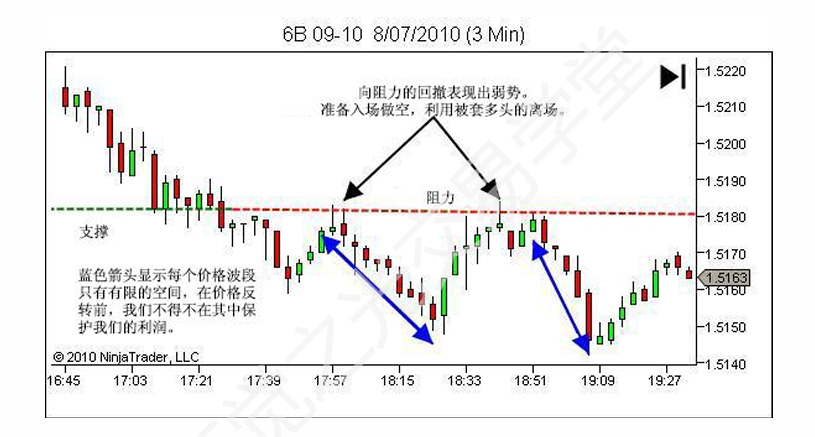 6B 09-10 8/07/2010 (3 Min)
向阻力的回撤表现出弱势。
准备入场做空，利用被套多头的离场。
阻力
支撑
蓝色箭头显示每个价格波段
只有有限的空间，在价格反
转前，我们不得不在其中保
护我们的利润。
1.5220
1.5210
1.5200
1.5190
1.5180
1.5170
1.5163
1.5160
1.5150
1.5140
© 2010 NinjaTrader, LLC
16:45 17:03 17:21 17:39 17:57 18:15 18:33 18:51 19:09 19:27